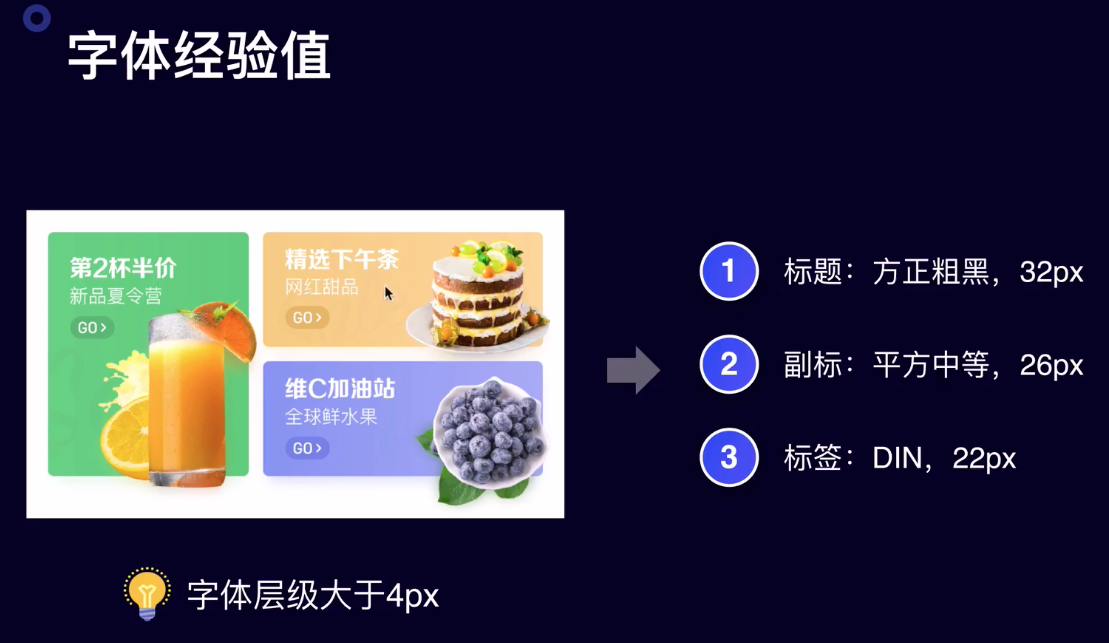 字体经验值
第2杯半价
新品夏令营
GO>
精选下午茶
网红甜品
GO>
维C加油站
全球鲜水果
GO>
1 标题：方正粗黑，32px
2 副标：平方中等，26px
3 标签：DIN，22px
字体层级大于4px